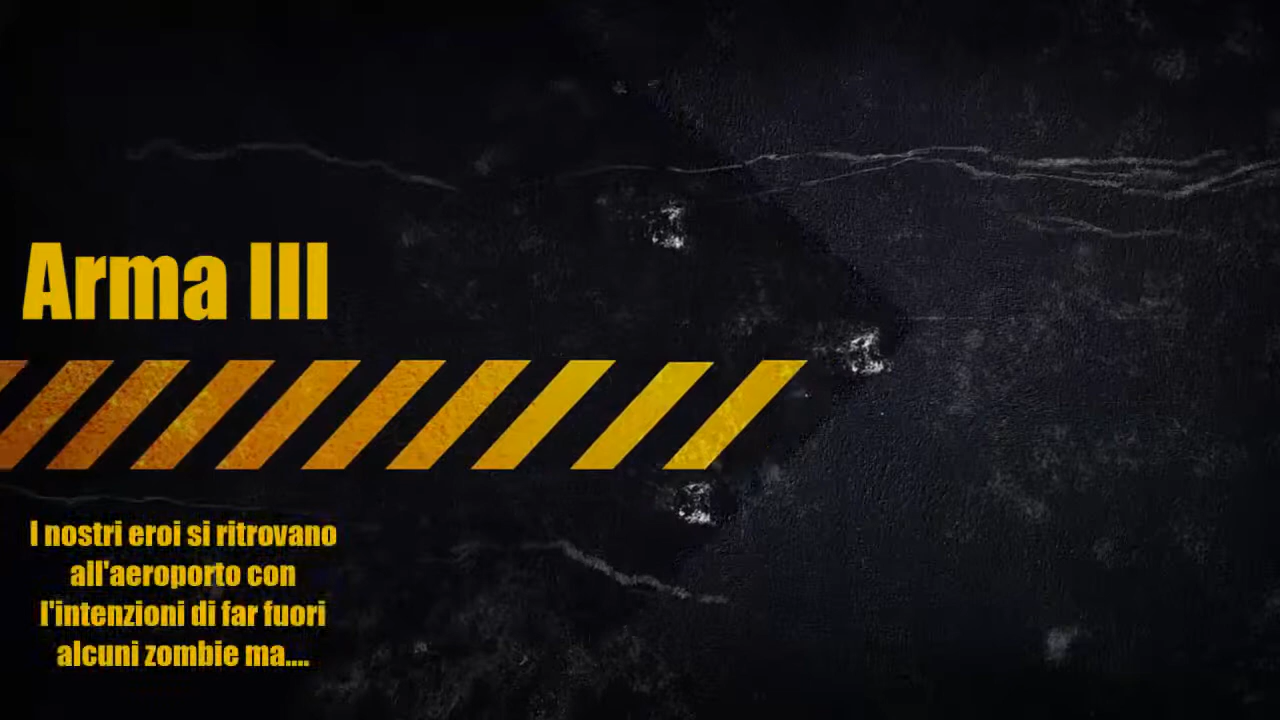 Arma III
I nostri eroi si ritrovano
all'aeroporto con
l'intenzioni di far fuori
alcuni zombie ma....